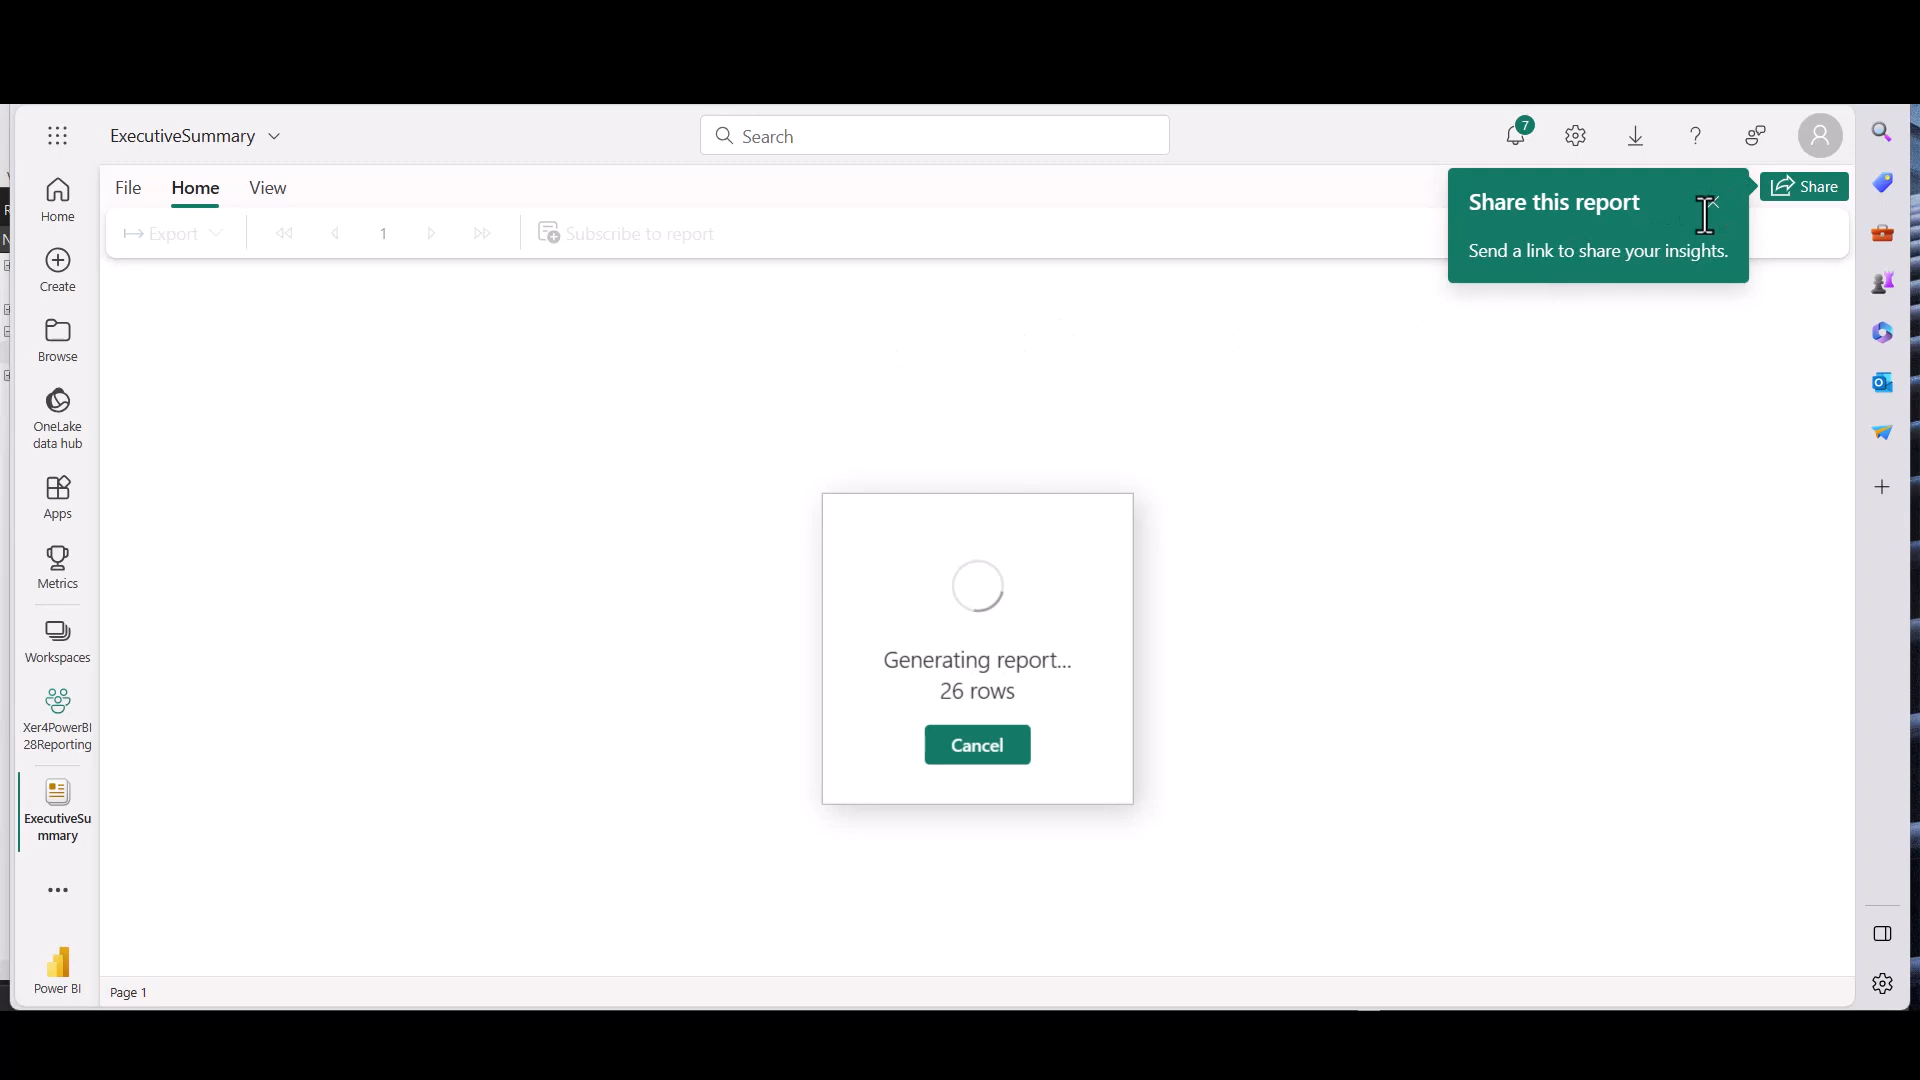 ExecutiveSummary
Search
7
File Home View
Share this report
Share
Export
1
Subscribe to report
Send a link to share your insights.
Home
Create
Browse
OneLake
data hub
Apps
Metrics
Workspaces
Xer4PowerBI
28Reporting
ExecutiveSu
mmary
Power BI
Generating report...
26 rows
Cancel
Page 1